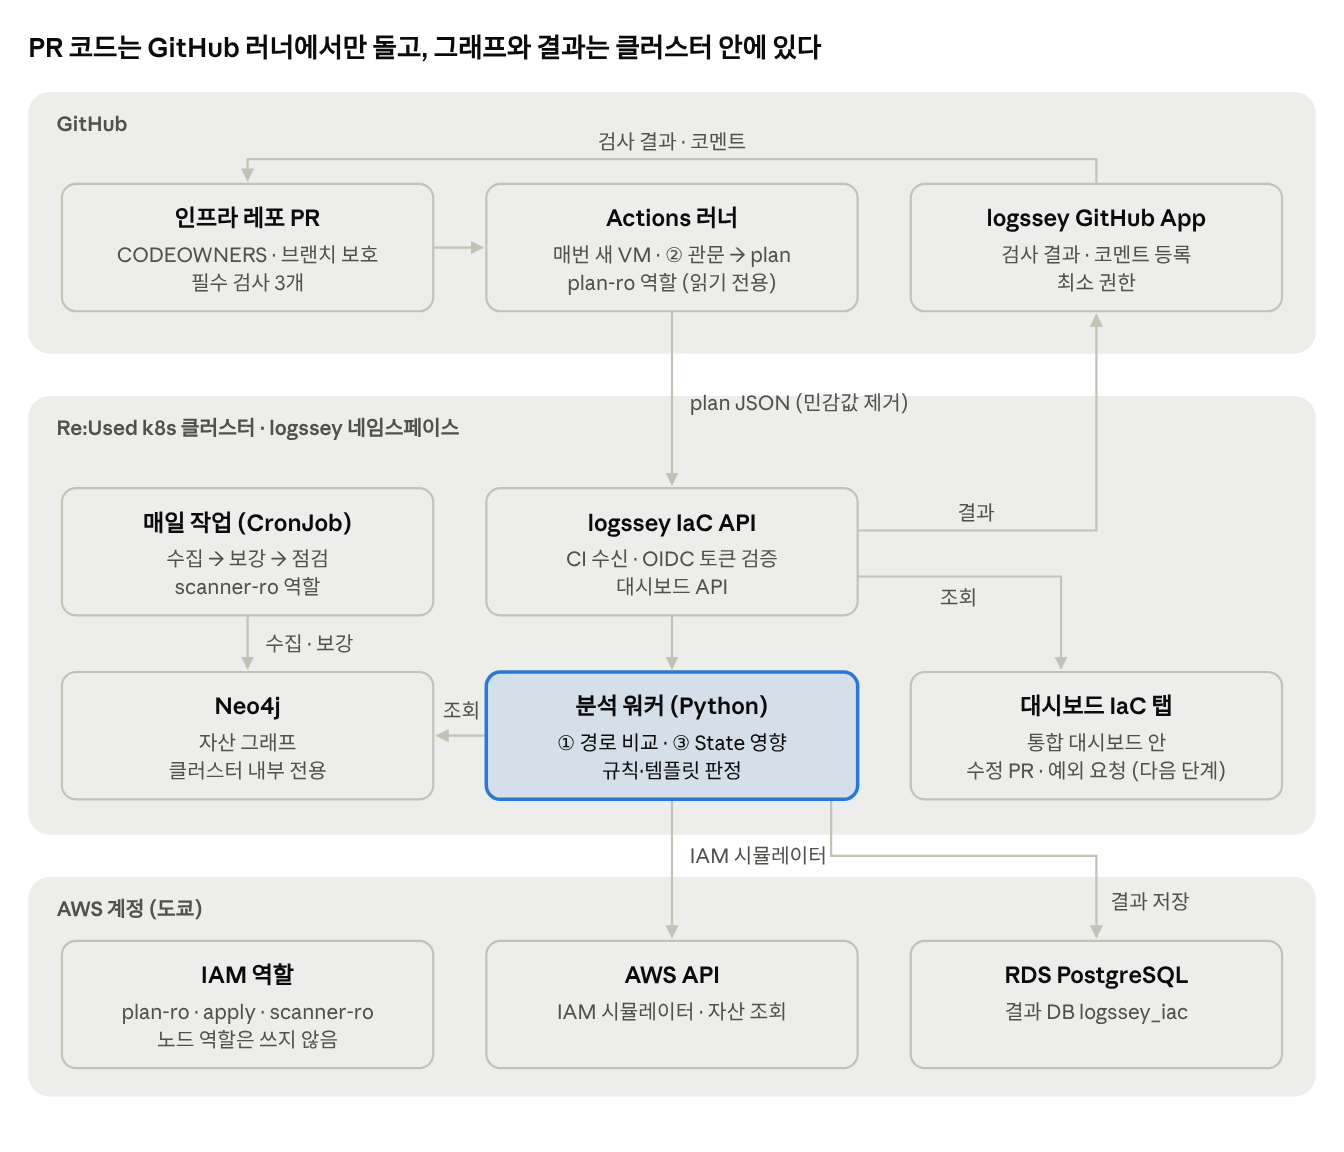 PR 코드는 GitHub 러너에서만 돌고, 그래프와 결과는 클러스터 안에 있다
GitHub
검사 결과 · 코멘트
인프라 레포 PR
CODEOWNERS · 브랜치 보호
필수 검사 3개
Actions 러너
매번 새 VM · ② 관문 → plan
plan-ro 역할 (읽기 전용)
logssey GitHub App
검사 결과 · 코멘트 등록
최소 권한
plan JSON (민감값 제거)
Re:Used k8s 클러스터 · logssey 네임스페이스
매일 작업 (CronJob)
수집 → 보강 → 점검
scanner-ro 역할
logssey IaC API
CI 수신 · OIDC 토큰 검증
대시보드 API
결과
조회
수집 · 보강
Neo4j
자산 그래프
클러스터 내부 전용
조회
분석 워커 (Python)
① 경로 비교 · ③ State 영향
규칙·템플릿 판정
대시보드 IaC 탭
통합 대시보드 안
수정 PR · 예외 요청 (다음 단계)
IAM 시뮬레이터
결과 저장
AWS 계정 (도쿄)
IAM 역할
plan-ro · apply · scanner-ro
노드 역할은 쓰지 않음
AWS API
IAM 시뮬레이터 · 자산 조회
RDS PostgreSQL
결과 DB logssey_iac